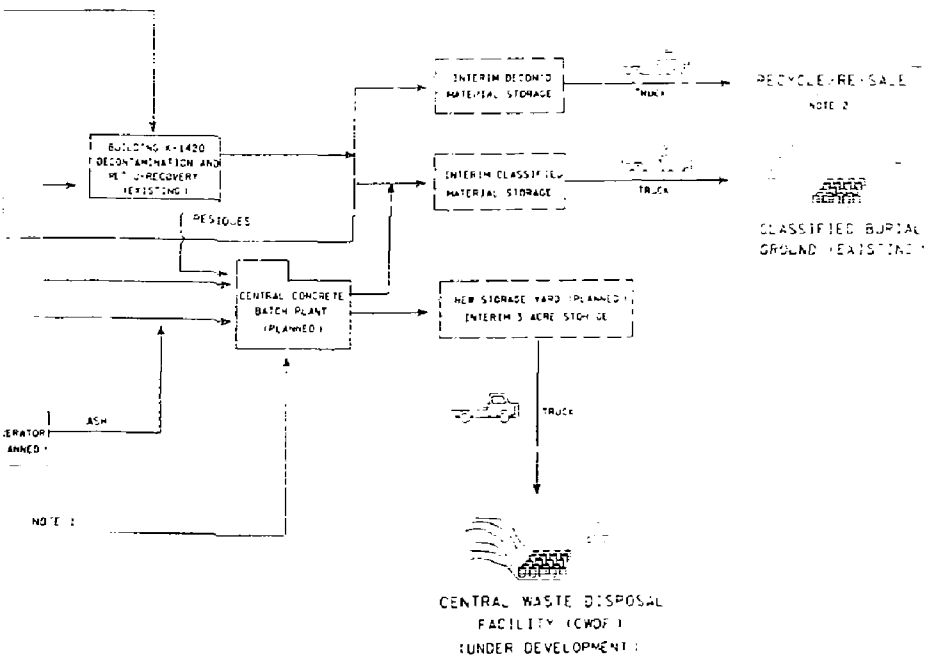 INTERIM DECON'D
MATERIAL STORAGE
TRUCK
RECYCLE/RE-SALE
NOTE 2
BUILDING K-1420
DECONTAMINATION AND
U-RECOVERY
(EXISTING)
INTERIM CLASSIFIED
MATERIAL STORAGE
TRUCK
CLASSIFIED BURIAL
GROUND (EXISTING)
RESIDUES
CENTRAL CONCRETE
BATCH PLANT
(PLANNED)
NEW STORAGE YARD (PLANNED)
INTERIM 3 ACRE STORAGE
TRUCK
ASH
ERATOR
ANNED)
NOTE
CENTRAL WASTE DISPOSAL
FACILITY (CWDF)
(UNDER DEVELOPMENT)